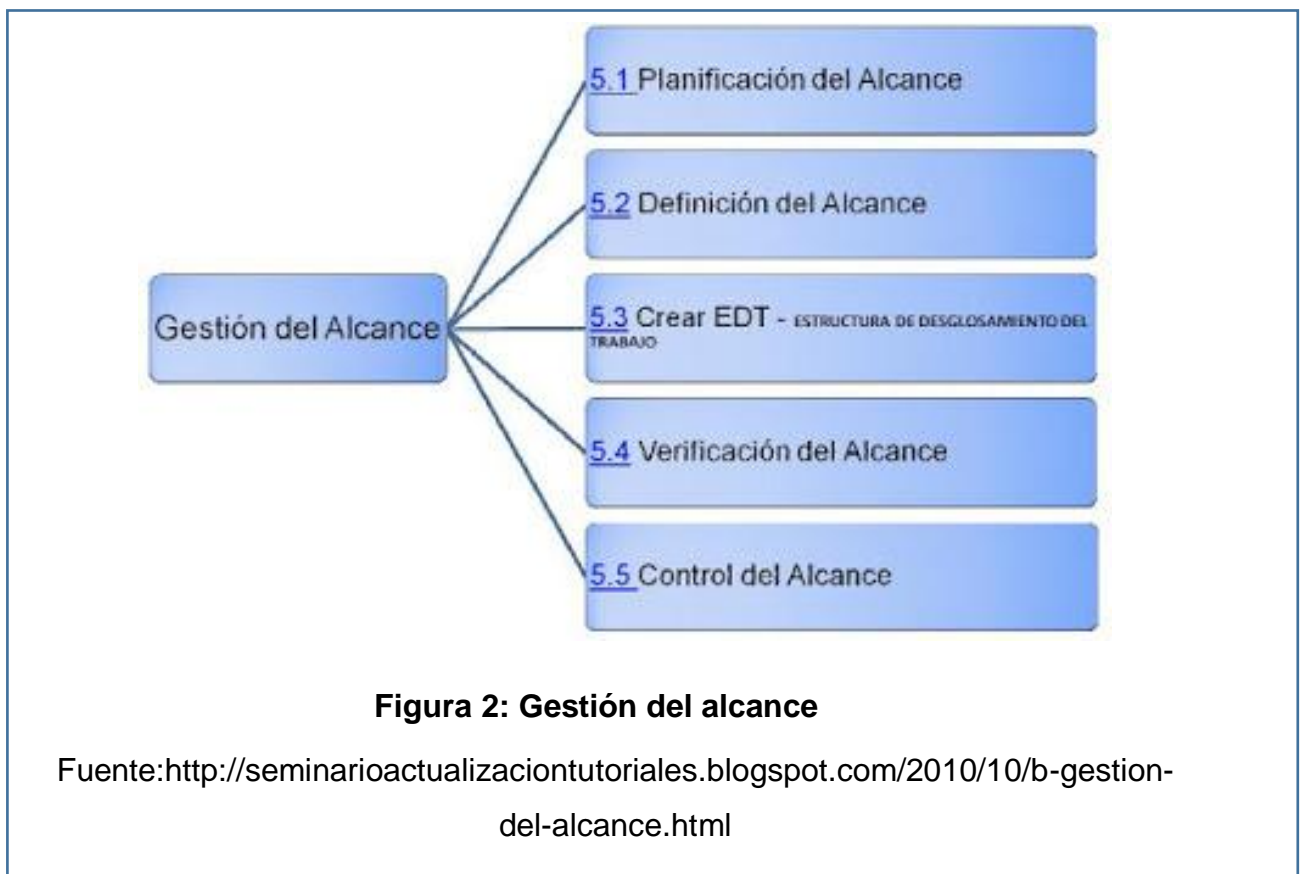 5.1 Planificación del Alcance
5.2 Definición del Alcance
Gestión del Alcance
5.3 Crear EDT - ESTRUCTURA DE DESGLOSAMIENTO DEL
TRABAJO
5.4 Verificación del Alcance
5.5 Control del Alcance
Figura 2: Gestión del alcance
Fuente:http://seminarioactualizaciontutoriales.blogspot.com/2010/10/b-gestion-
del-alcance.html